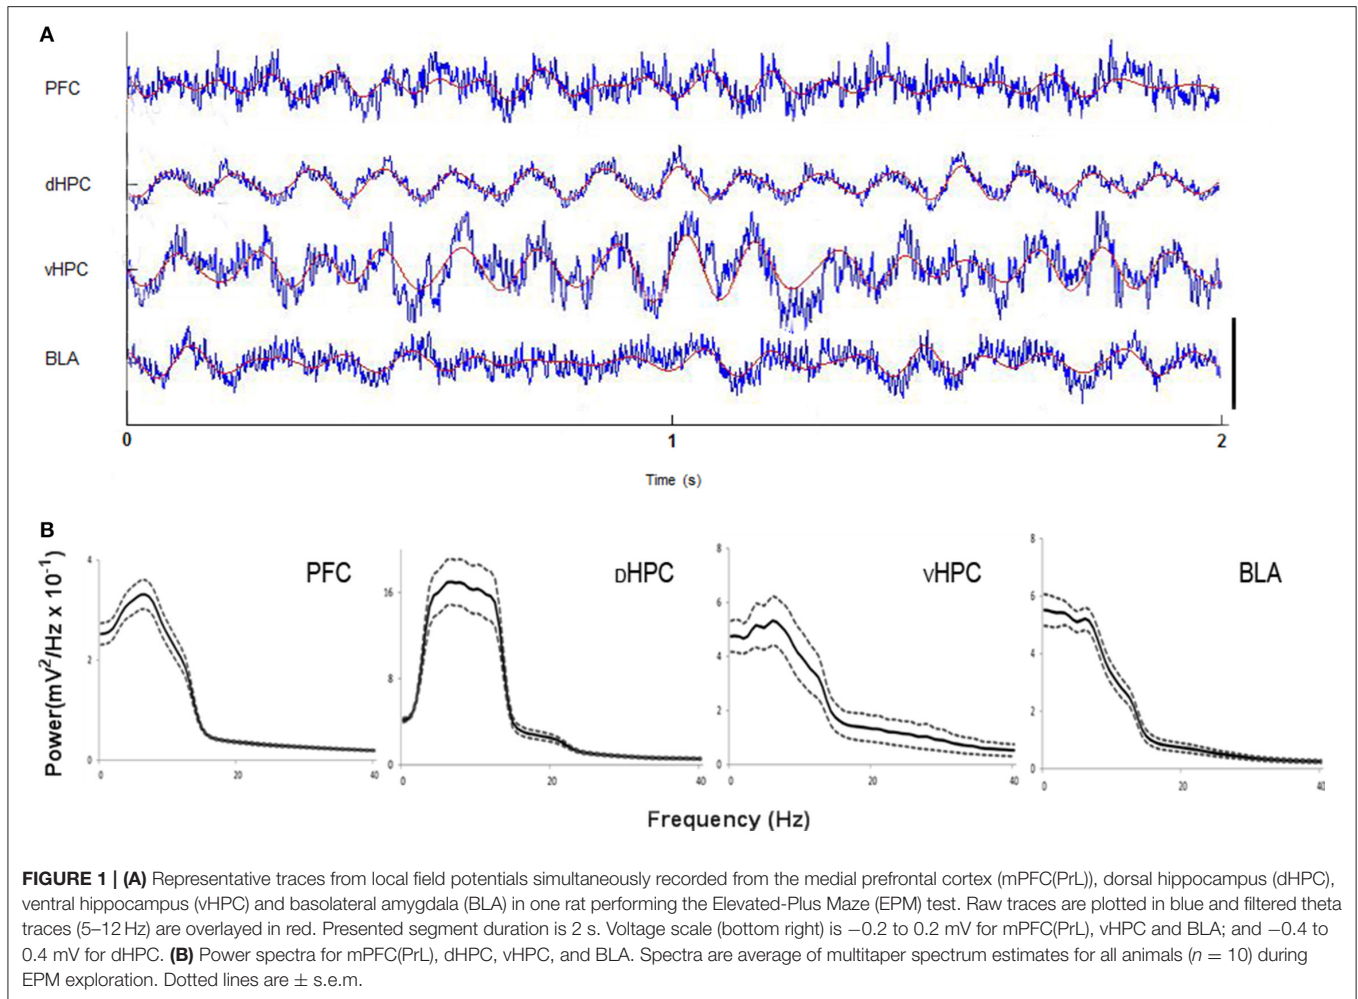 A
PFC
dHPC
vHPC
BLA
0 1 2
Time (s)
B
Power(mV²/Hz x 10⁻¹)
PFC
4
2
0
0 20 40
DHPC
16
8
0
0 20 40
VHPC
8
6
4
2
0
0 20 40
BLA
8
6
4
2
0
0 20 40
Frequency (Hz)
FIGURE 1 | (A) Representative traces from local field potentials simultaneously recorded from the medial prefrontal cortex (mPFC(PrL)), dorsal hippocampus (dHPC),
ventral hippocampus (vHPC) and basolateral amygdala (BLA) in one rat performing the Elevated-Plus Maze (EPM) test. Raw traces are plotted in blue and filtered theta
traces (5–12 Hz) are overlayed in red. Presented segment duration is 2 s. Voltage scale (bottom right) is −0.2 to 0.2 mV for mPFC(PrL), vHPC and BLA; and −0.4 to
0.4 mV for dHPC. (B) Power spectra for mPFC(PrL), dHPC, vHPC, and BLA. Spectra are average of multitaper spectrum estimates for all animals (n = 10) during
EPM exploration. Dotted lines are ± s.e.m.